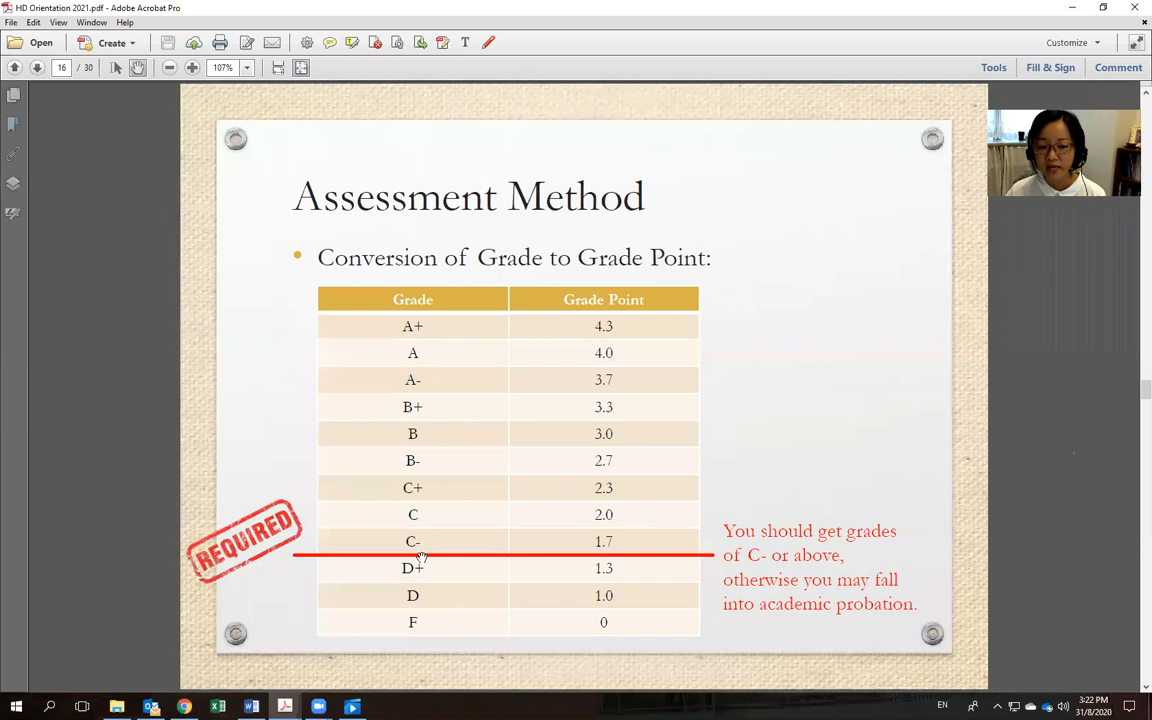 HD Orientation 2021.pdf - Adobe Acrobat Pro
File Edit View Window Help
Open Create Customize
16 / 30 107% Tools Fill & Sign Comment
Assessment Method
• Conversion of Grade to Grade Point:
Grade Grade Point
A+ 4.3
A 4.0
A- 3.7
B+ 3.3
B 3.0
B- 2.7
C+ 2.3
C 2.0
C- 1.7
D+ 1.3
D 1.0
F 0
REQUIRED
You should get grades
of C- or above,
otherwise you may fall
into academic probation.
EN
3:22 PM
31/8/2020